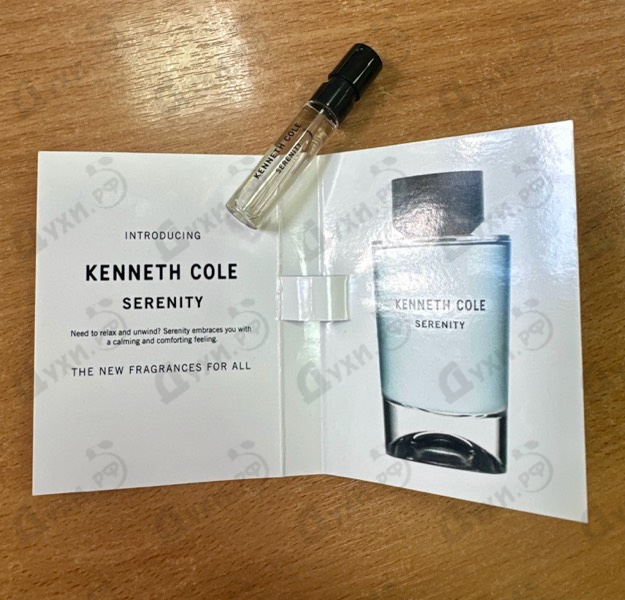 KENNETH COLE
SERENITY
INTRODUCING
KENNETH COLE
SERENITY
Need to relax and unwind? Serenity embraces you with
a calming and comforting feeling.
THE NEW FRAGRANCES FOR ALL
KENNETH COLE
SERENITY
Духи.рф